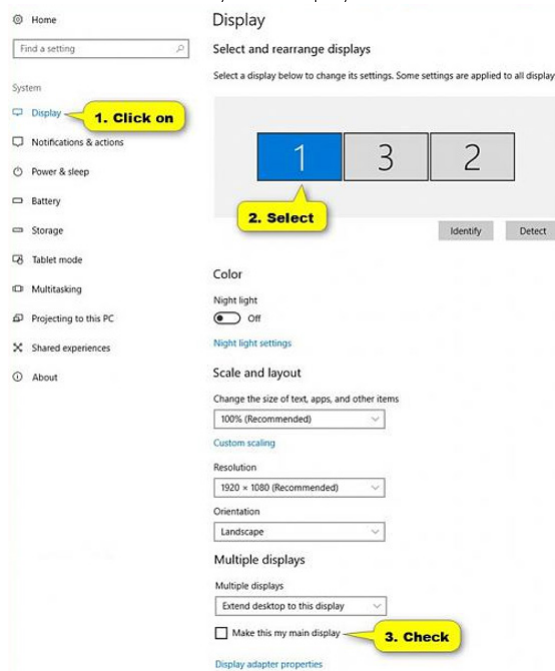 Home
Find a setting
System
Display
1. Click on
Notifications & actions
Power & sleep
Battery
Storage
Tablet mode
Multitasking
Projecting to this PC
Shared experiences
About
Display
Select and rearrange displays
Select a display below to change its settings. Some settings are applied to all display
1 3 2
2. Select
Identify Detect
Color
Night light
Off
Night light settings
Scale and layout
Change the size of text, apps, and other items
100% (Recommended)
Custom scaling
Resolution
1920 × 1080 (Recommended)
Orientation
Landscape
Multiple displays
Multiple displays
Extend desktop to this display
Make this my main display
3. Check
Display adapter properties